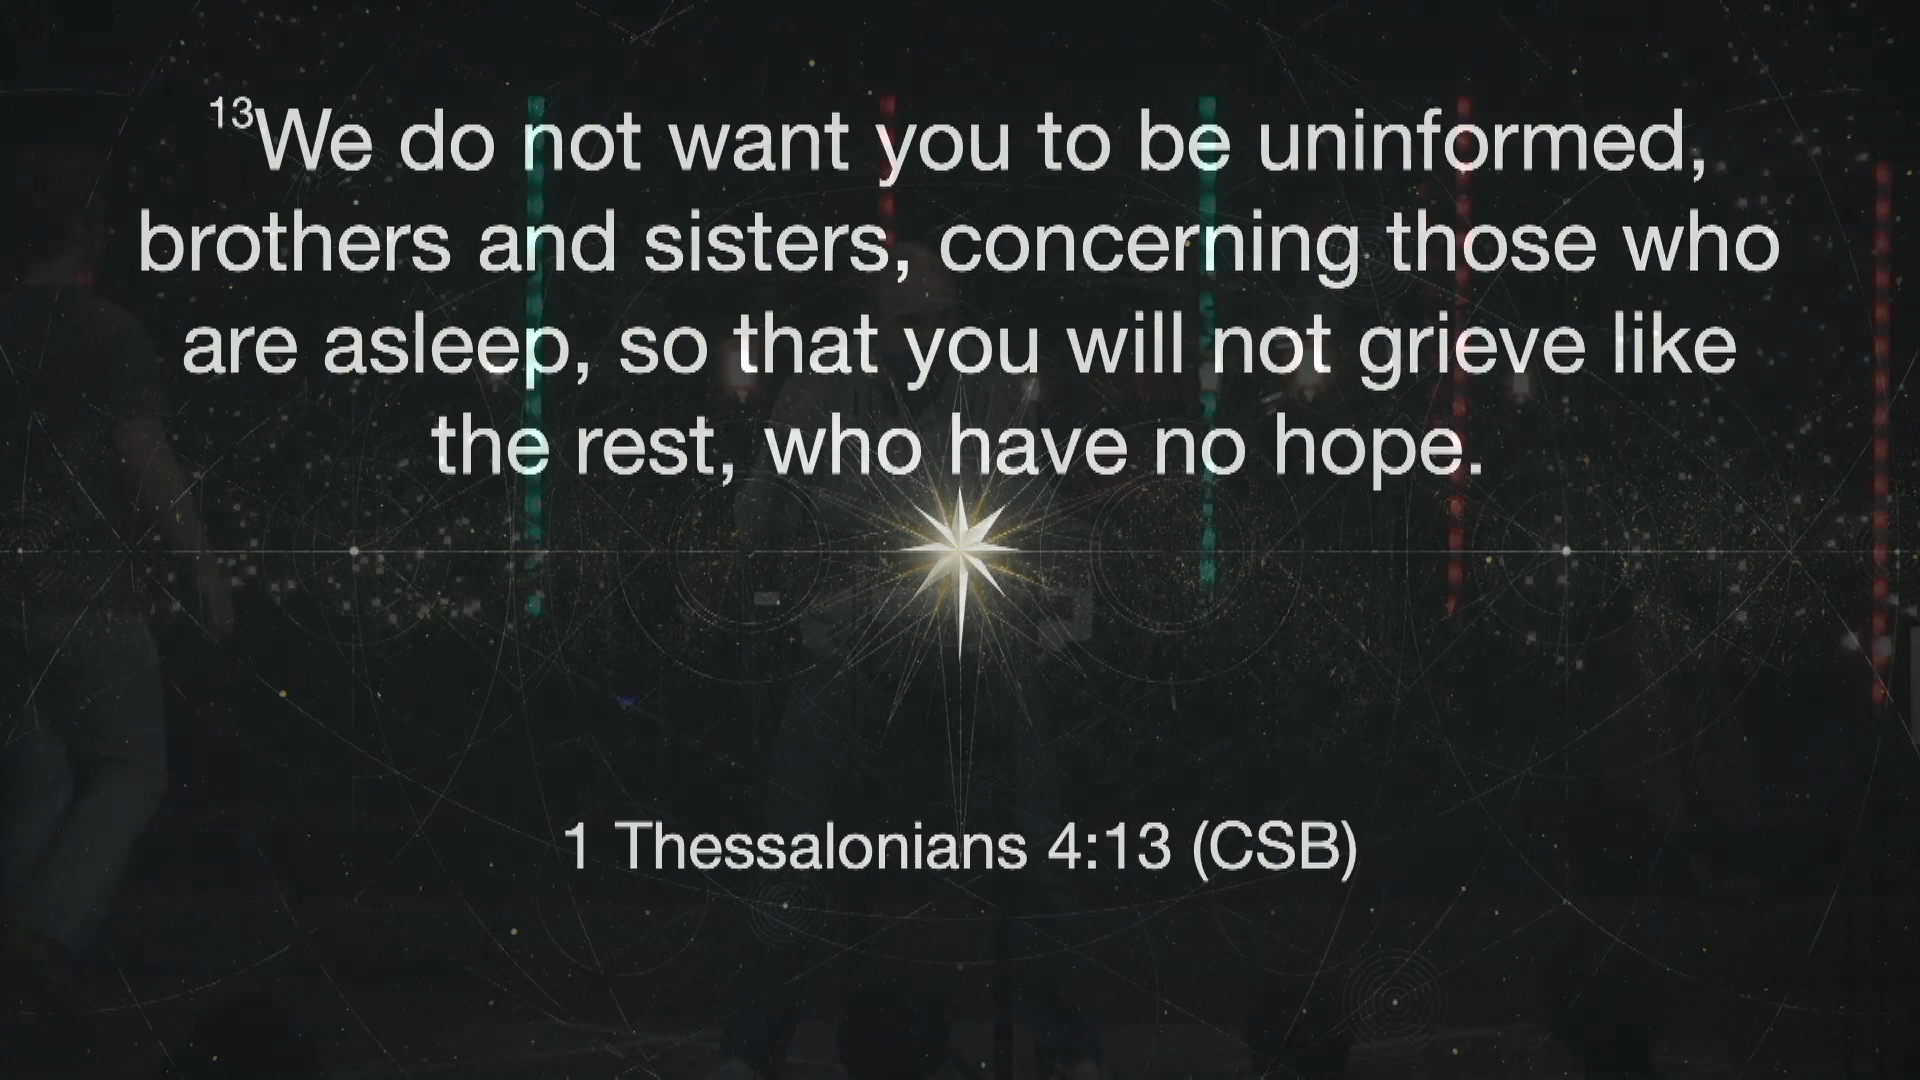 13We do not want you to be uninformed,
brothers and sisters, concerning those who
are asleep, so that you will not grieve like
the rest, who have no hope.
1 Thessalonians 4:13 (CSB)